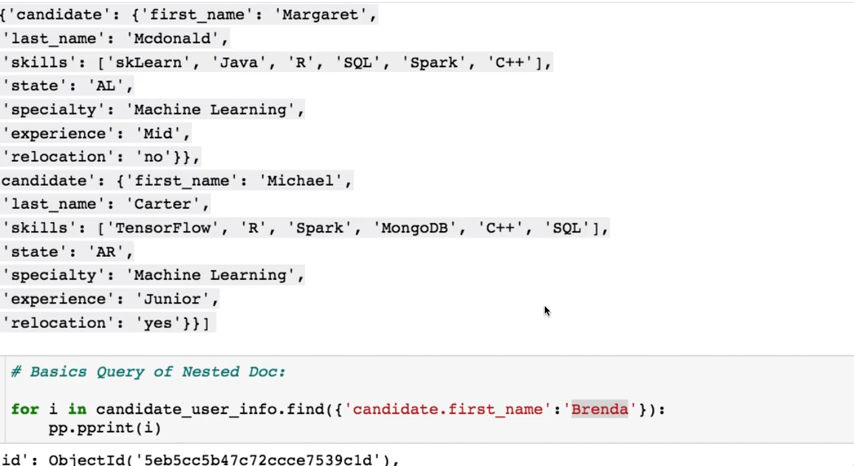 {'candidate': {'first_name': 'Margaret',
'last_name': 'Mcdonald',
'skills': ['skLearn', 'Java', 'R', 'SQL', 'Spark', 'C++'],
'state': 'AL',
'specialty': 'Machine Learning',
'experience': 'Mid',
'relocation': 'no'}},
candidate': {'first_name': 'Michael',
'last_name': 'Carter',
'skills': ['TensorFlow', 'R', 'Spark', 'MongoDB', 'C++', 'SQL'],
'state': 'AR',
'specialty': 'Machine Learning',
'experience': 'Junior',
'relocation': 'yes'}}]
# Basics Query of Nested Doc:
for i in candidate_user_info.find({'candidate.first_name':'Brenda'}):
    pp.pprint(i)
id': ObjectId('5eb5cc5b47c72ccce7539c1d'),